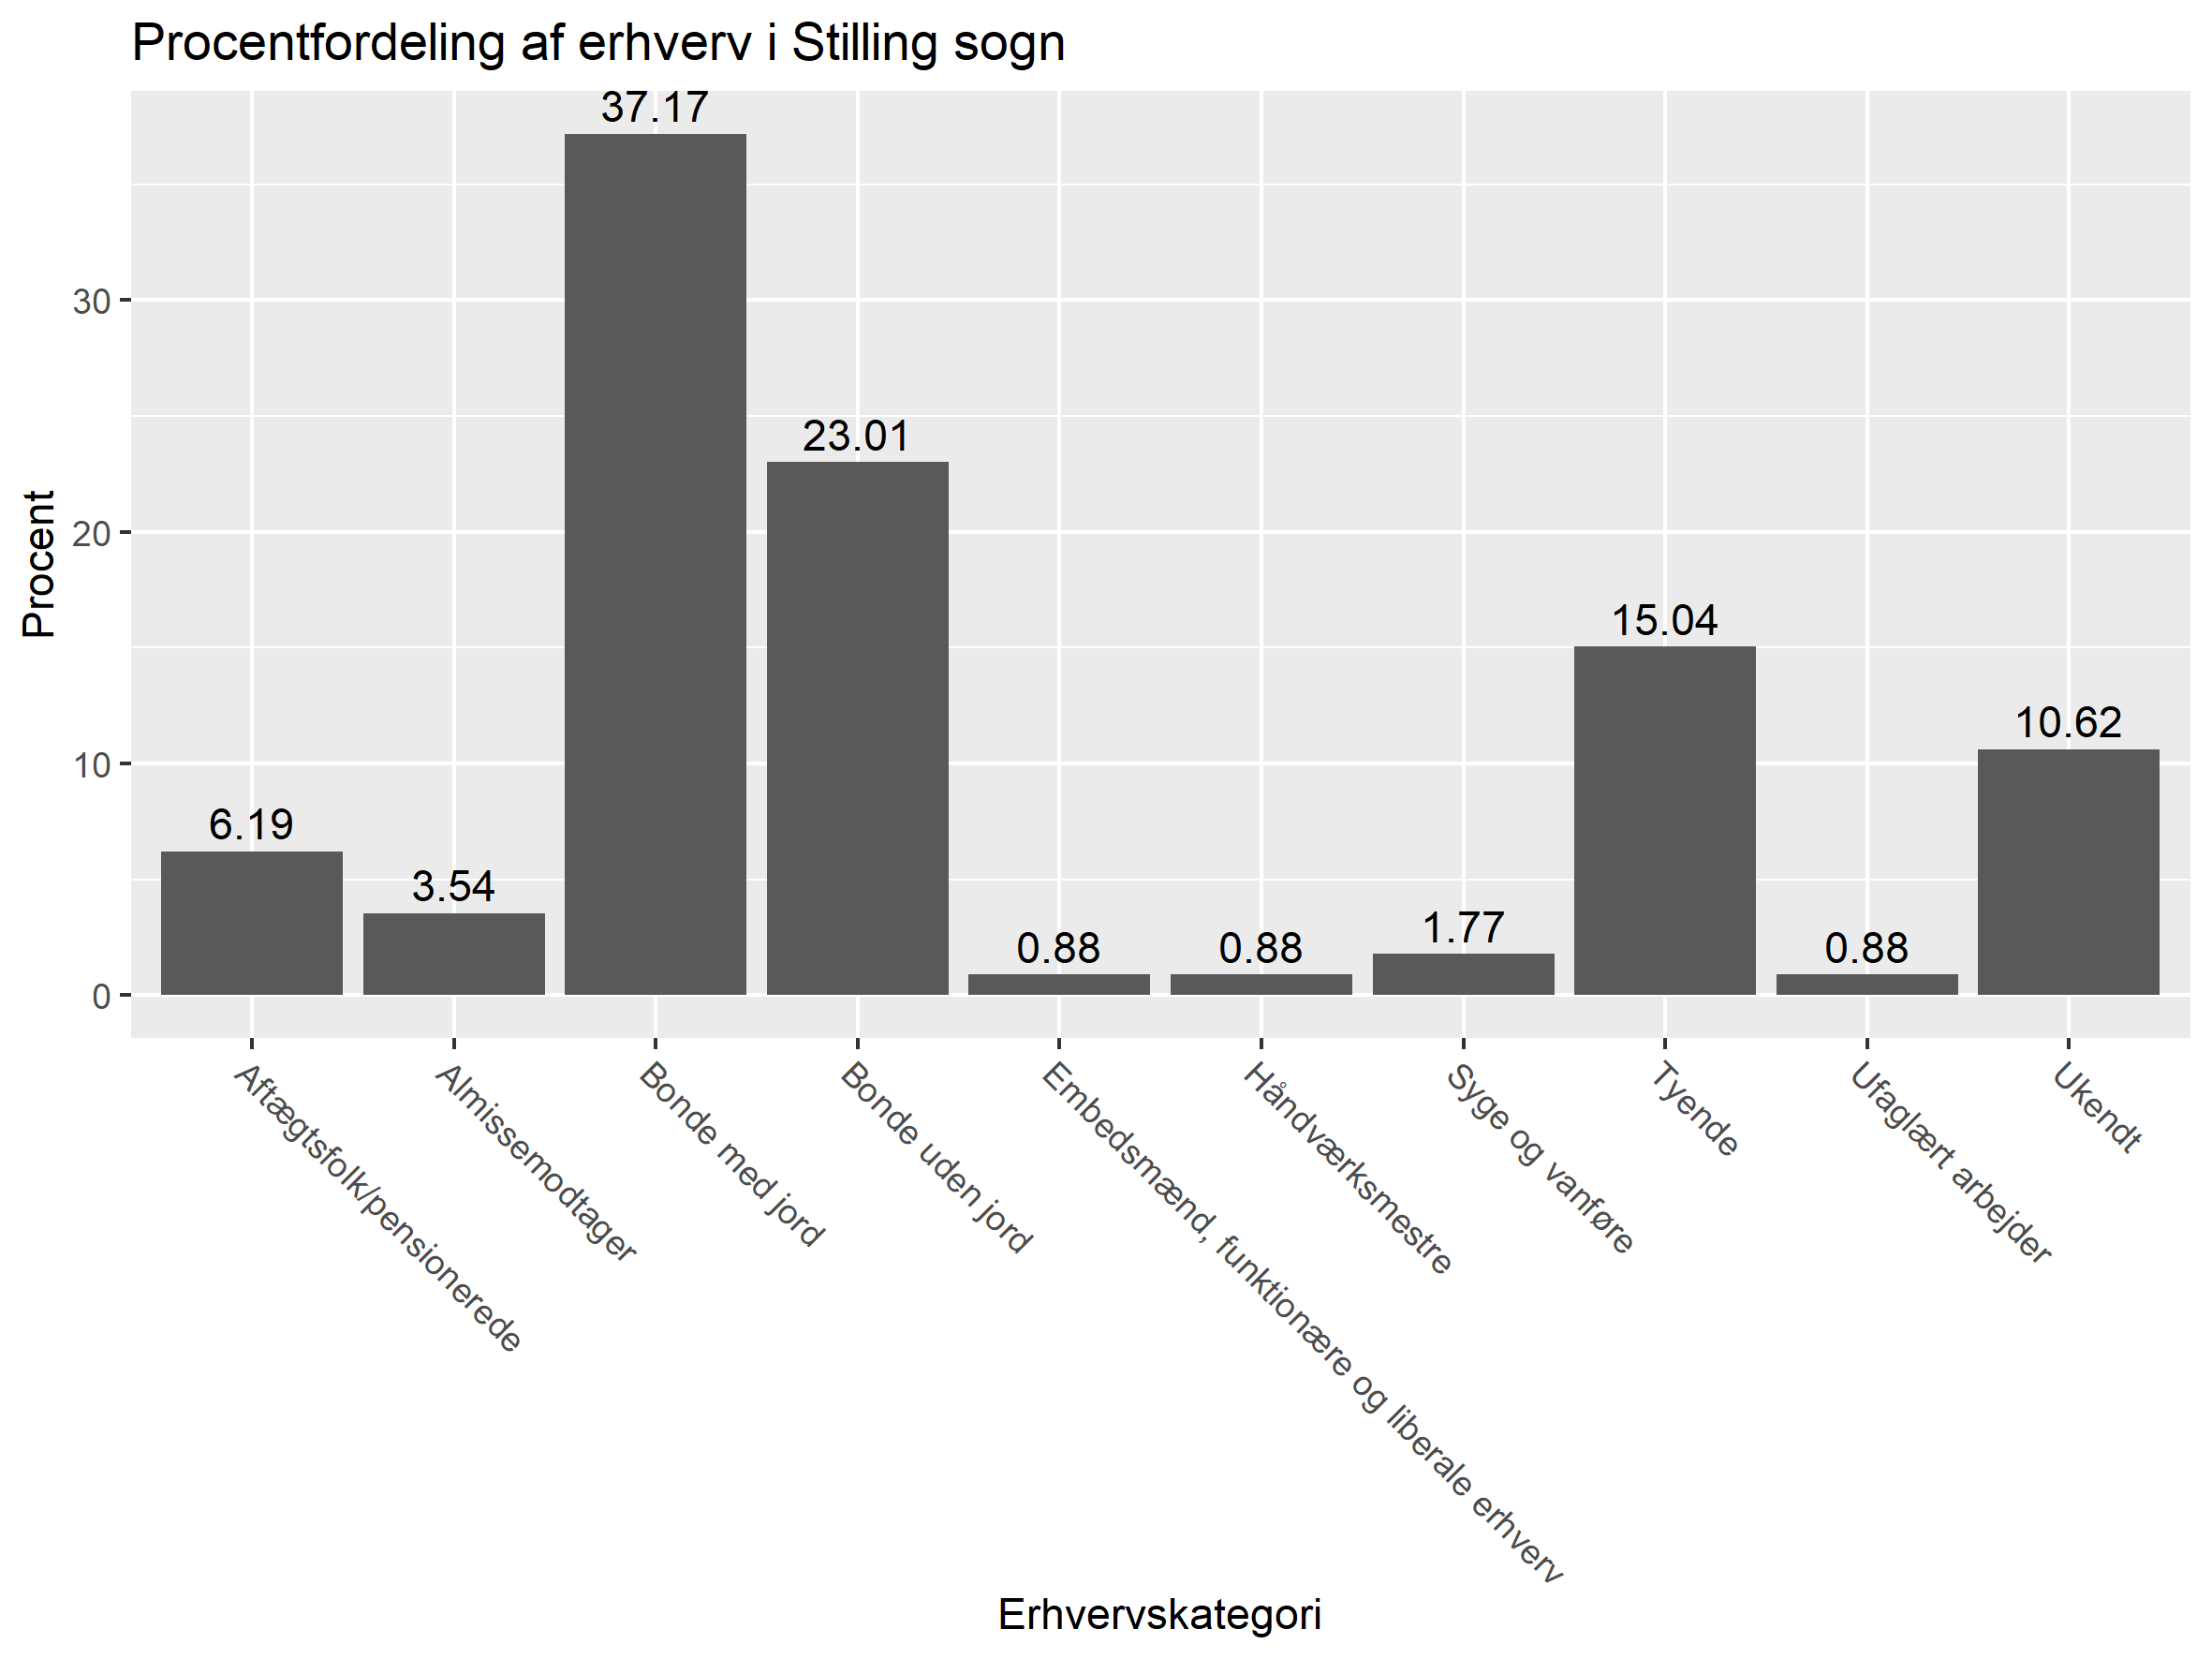 Procentfordeling af erhverv i Stilling sogn
Procent
30
20
10
0
6.19
3.54
37.17
23.01
0.88
0.88
1.77
15.04
0.88
10.62
Aftægtsfolk/pensionerede
Almissemodtager
Bonde med jord
Bonde uden jord
Embedsmænd, funktionære og liberale erhverv
Håndværksmestre
Syge og vanføre
Tyende
Ufaglært arbejder
Ukendt
Erhvervskategori